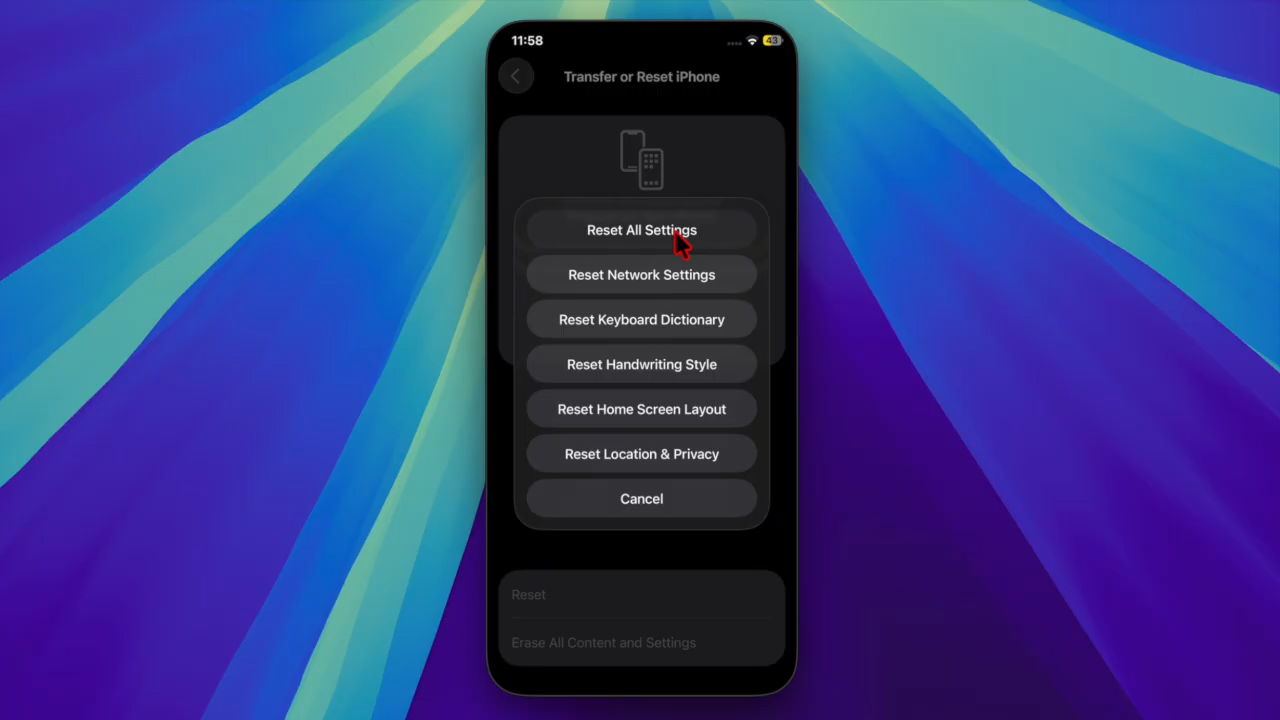 11:58
43
Transfer or Reset iPhone
Reset All Settings
Reset Network Settings
Reset Keyboard Dictionary
Reset Handwriting Style
Reset Home Screen Layout
Reset Location & Privacy
Cancel
Reset
Erase All Content and Settings